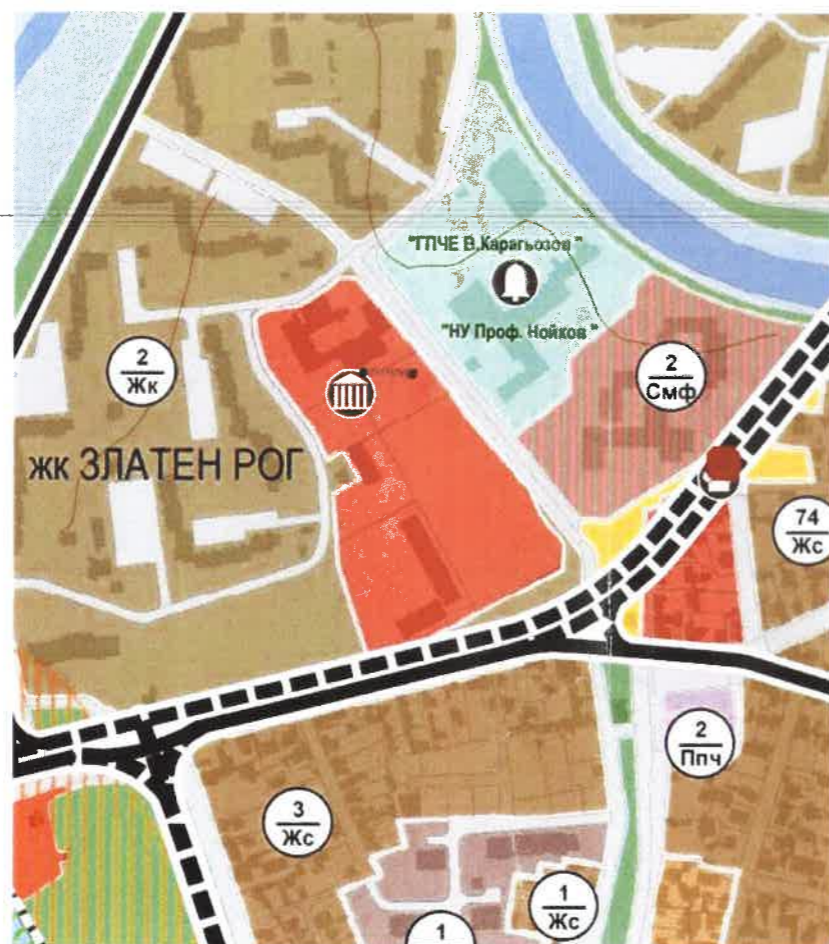 "ГПЧЕ В.Карагьозов"
"НУ Проф. Нойков"
2
Жк
2
Смф
жк ЗЛАТЕН РОГ
74
Жс
2
Ппч
3
Жс
1
Жс
1